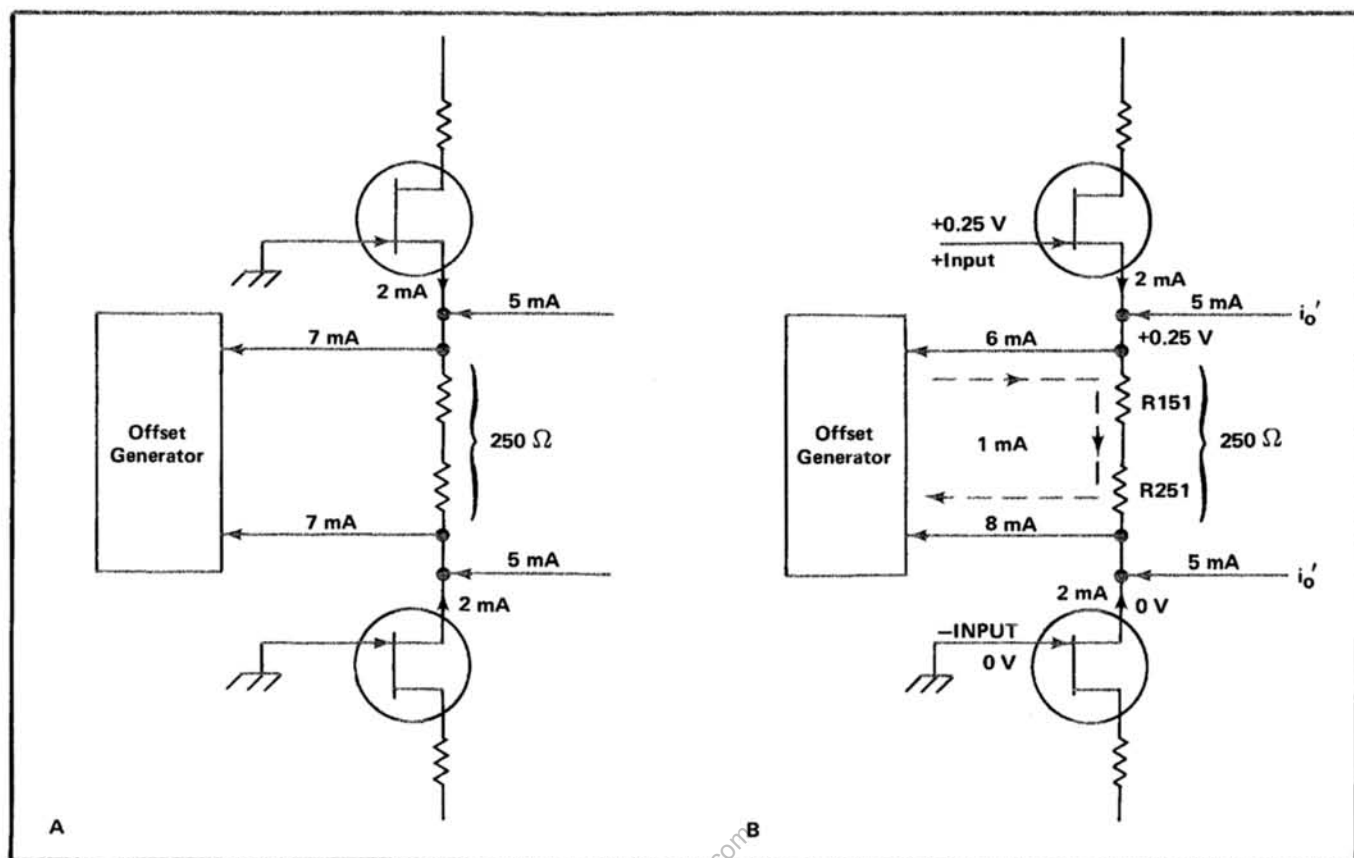 2 mA
5 mA
7 mA
Offset
Generator
250 Ω
7 mA
5 mA
2 mA
A
+0.25 V
+Input
2 mA
5 mA
io'
6 mA
+0.25 V
R151
Offset
Generator
1 mA
250 Ω
R251
8 mA
5 mA
io'
2 mA
0 V
–INPUT
0 V
B